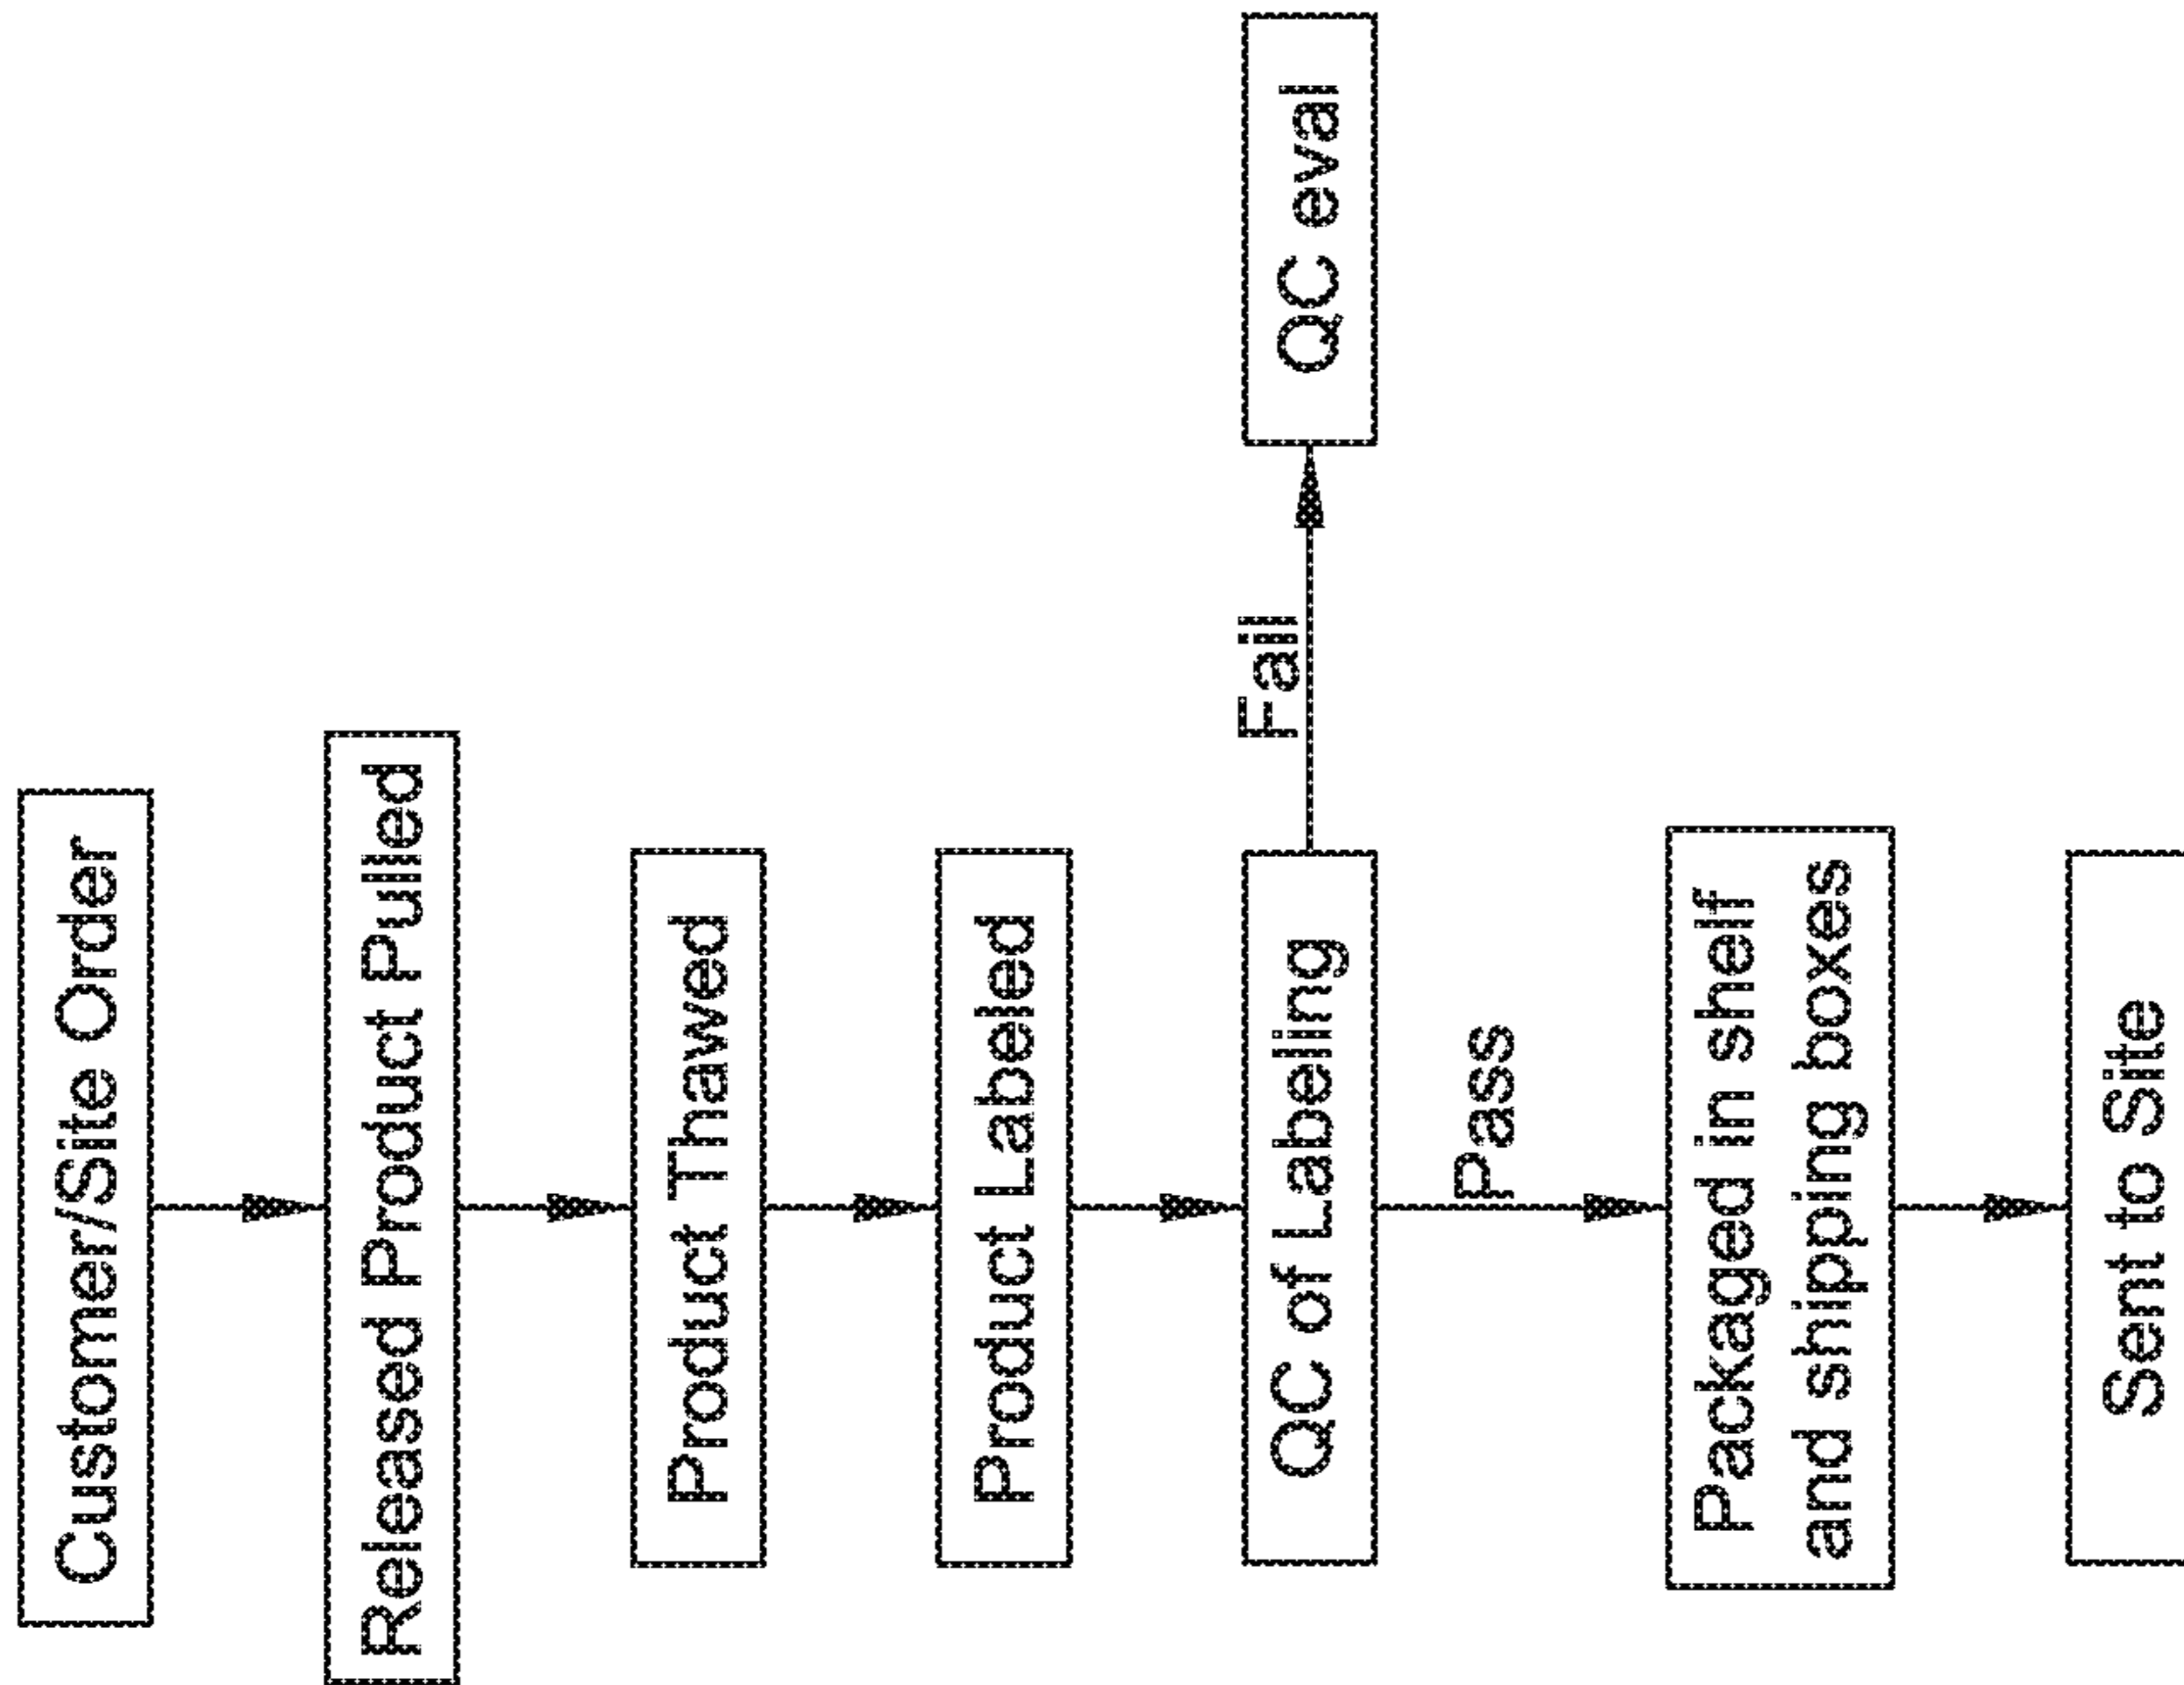 Customer/Site Order
Released Product Pulled
Product Thawed
Product Labeled
QC of Labeling
Fail
QC eval
Pass
Packaged in shelf
and shipping boxes
Sent to Site